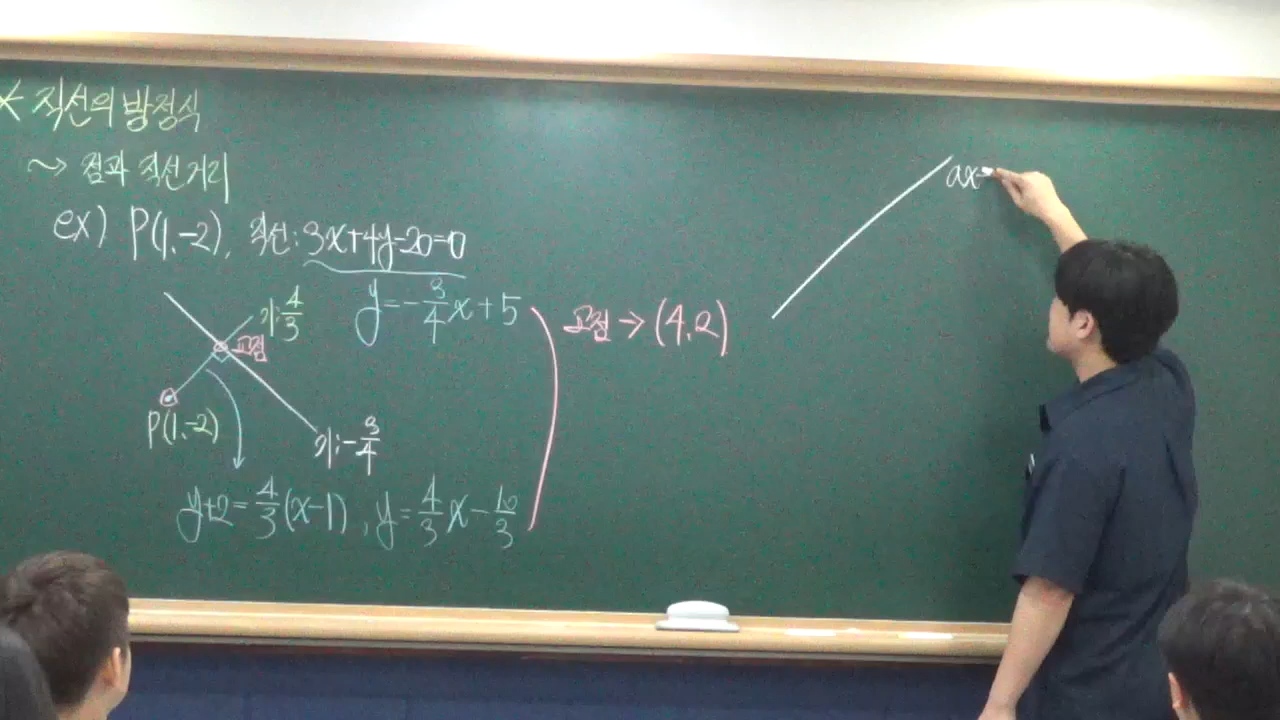 * 직선의 방정식
~> 점과 직선거리
ex) P(1,-2), 직선: 3x+4y-20=0
y=-3/4x+5
기:4/3
교점
P(1,-2)
기:-3/4
y+2=4/3(x-1), y=4/3x-10/3
교점→(4,2)
ax+